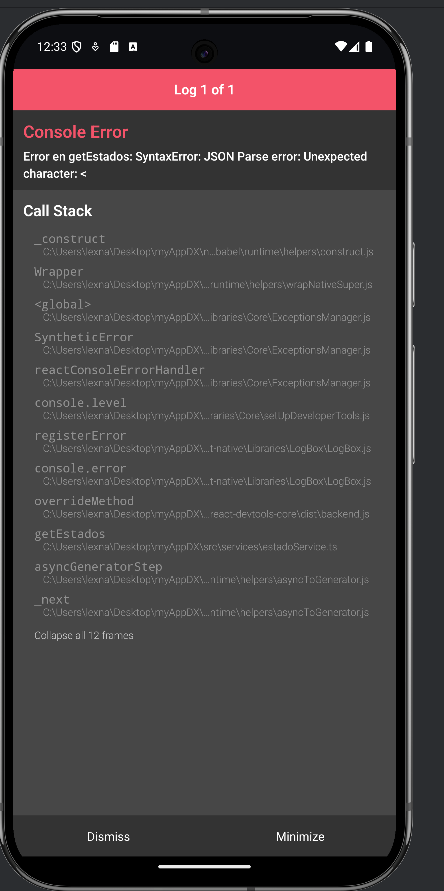 12:33
Log 1 of 1
Console Error
Error en getEstados: SyntaxError: JSON Parse error: Unexpected
character: <
Call Stack
_construct
C:\Users\lexna\Desktop\myAppDX\n...babel\runtime\helpers\construct.js
Wrapper
C:\Users\lexna\Desktop\myAppDX\...runtime\helpers\wrapNativeSuper.js
<global>
C:\Users\lexna\Desktop\myAppDX\...ibraries\Core\ExceptionsManager.js
SyntheticError
C:\Users\lexna\Desktop\myAppDX\...ibraries\Core\ExceptionsManager.js
reactConsoleErrorHandler
C:\Users\lexna\Desktop\myAppDX\...ibraries\Core\ExceptionsManager.js
console.level
C:\Users\lexna\Desktop\myAppDX\...raries\Core\setUpDeveloperTools.js
registerError
C:\Users\lexna\Desktop\myAppDX\...t-native\Libraries\LogBox\LogBox.js
console.error
C:\Users\lexna\Desktop\myAppDX\...t-native\Libraries\LogBox\LogBox.js
overrideMethod
C:\Users\lexna\Desktop\myAppDX\...react-devtools-core\dist\backend.js
getEstados
C:\Users\lexna\Desktop\myAppDX\src\services\estadoService.ts
asyncGeneratorStep
C:\Users\lexna\Desktop\myAppDX\...ntime\helpers\asyncToGenerator.js
_next
C:\Users\lexna\Desktop\myAppDX\...ntime\helpers\asyncToGenerator.js
Collapse all 12 frames
Dismiss Minimize